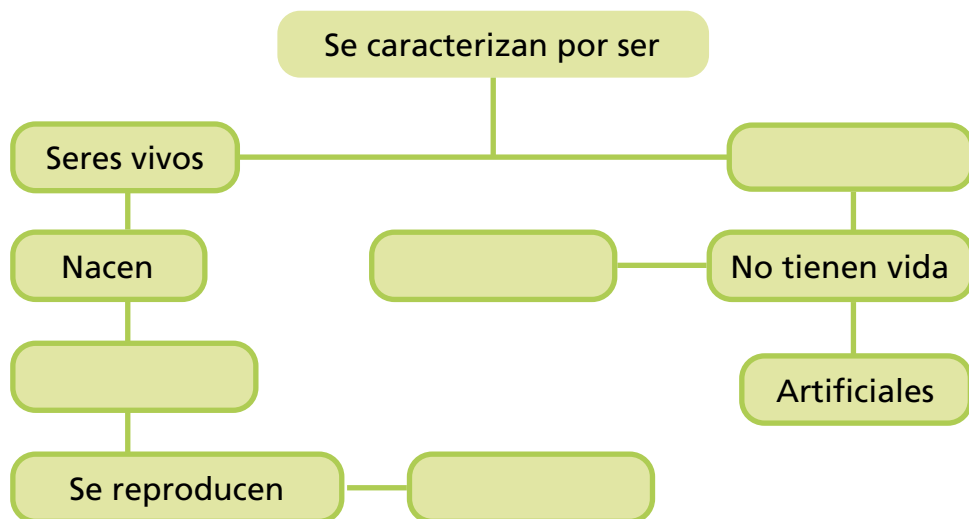 Se caracterizan por ser
Seres vivos
Nacen
No tienen vida
Artificiales
Se reproducen